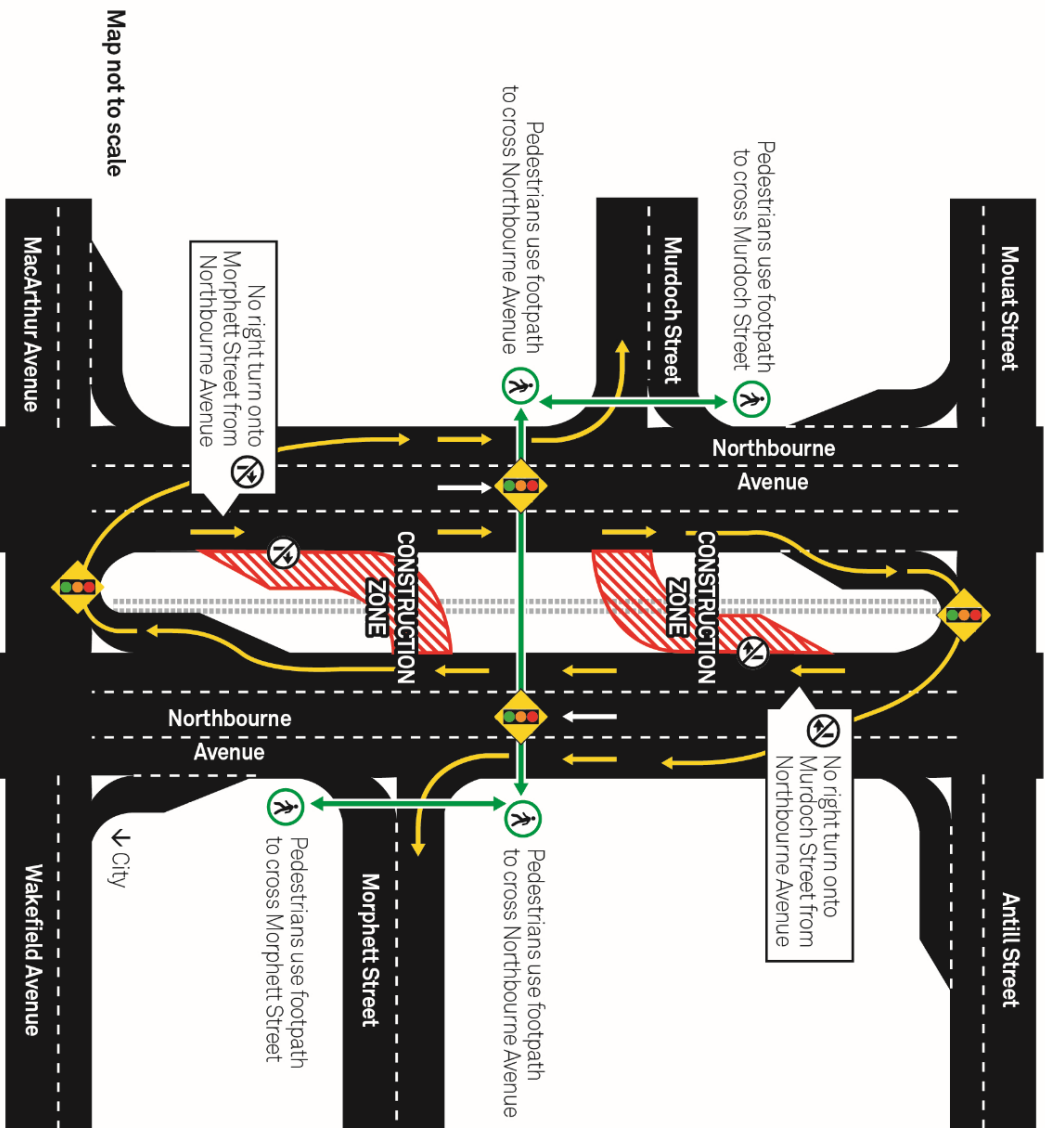 Map not to scale
Pedestrians use footpath
to cross Northbourne Avenue
Pedestrians use footpath
to cross Murdoch Street
MacArthur Avenue
No right turn onto
Morphett Street from
Northbourne Avenue
Murdoch Street
Mouat Street
Northbourne
Avenue
CONSTRUCTION
ZONE
CONSTRUCTION
ZONE
Northbourne
Avenue
No right turn onto
Murdoch Street from
Northbourne Avenue
Wakefield Avenue
↓ City
Pedestrians use footpath
to cross Morphett Street
Morphett Street
Pedestrians use footpath
to cross Northbourne Avenue
Antill Street